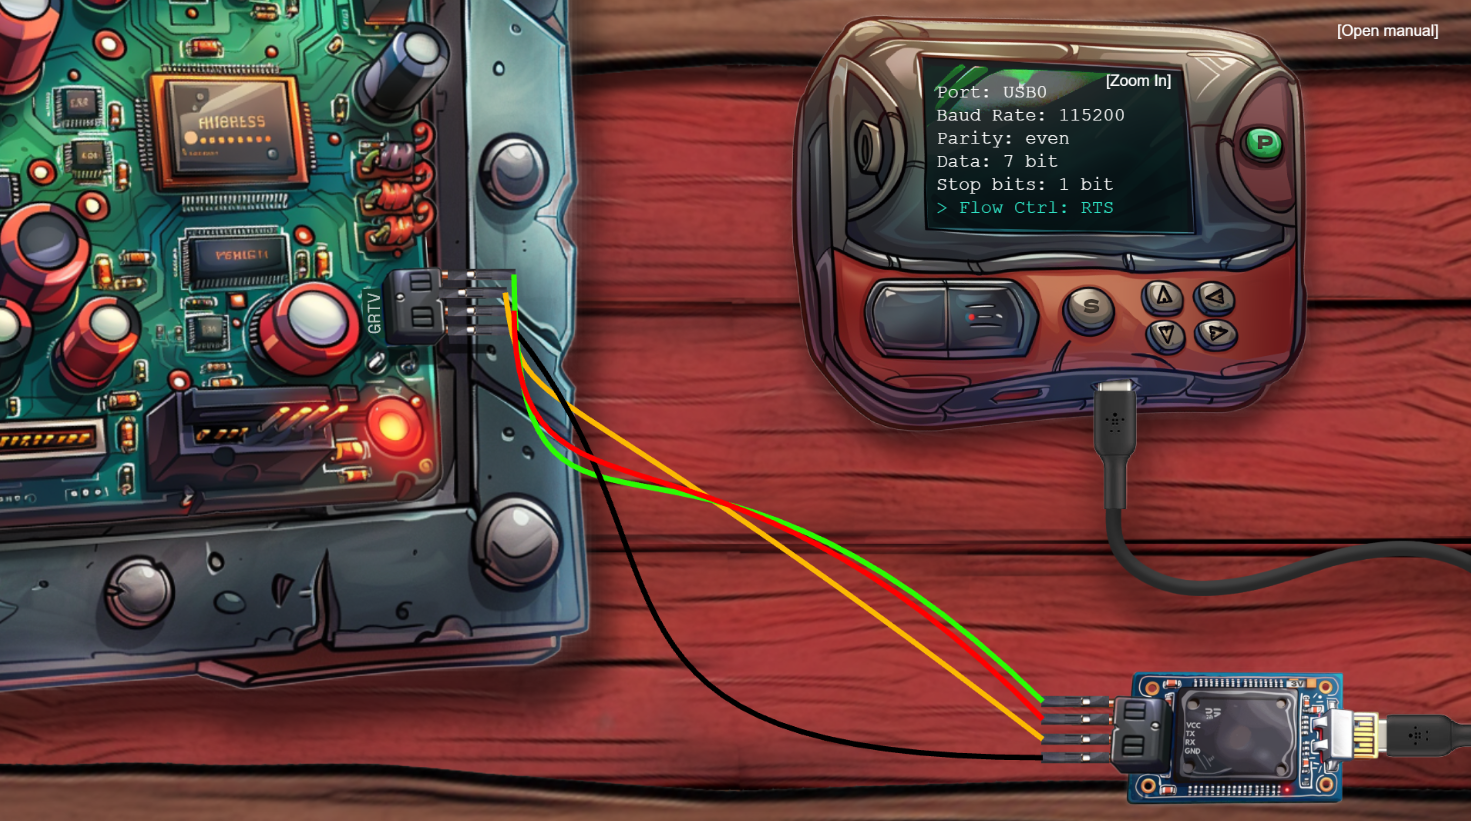 [Open manual]
[Zoom In]
Port: USB0
Baud Rate: 115200
Parity: even
Data: 7 bit
Stop bits: 1 bit
> Flow Ctrl: RTS
P
S
GRTV
3V
VCC
TX
RX
GND